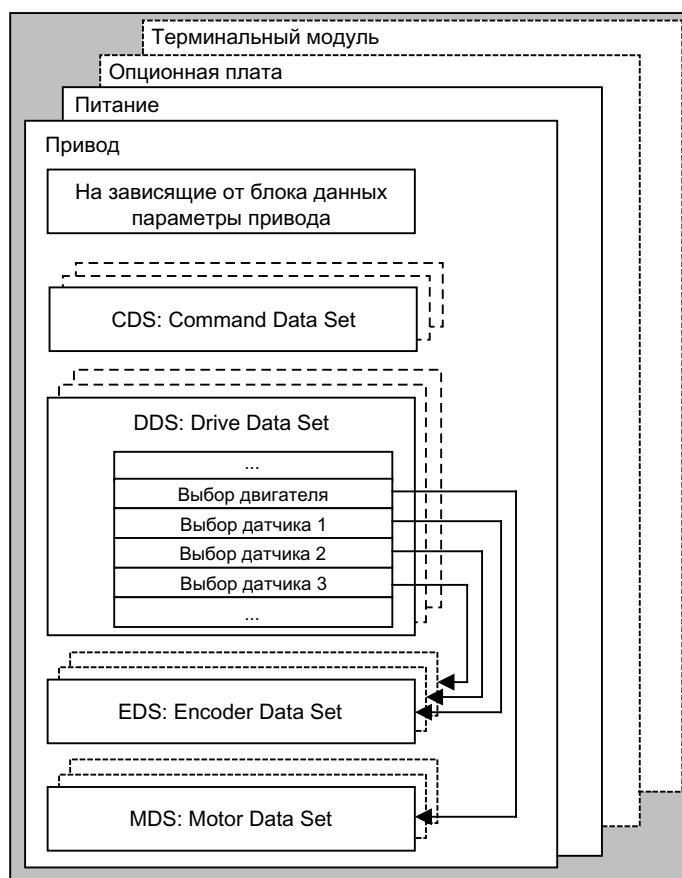 Терминальный модуль
Опционная плата
Питание
Привод
На зависящие от блока данных
параметры привода
CDS: Command Data Set
DDS: Drive Data Set
...
Выбор двигателя
Выбор датчика 1
Выбор датчика 2
Выбор датчика 3
...
EDS: Encoder Data Set
MDS: Motor Data Set